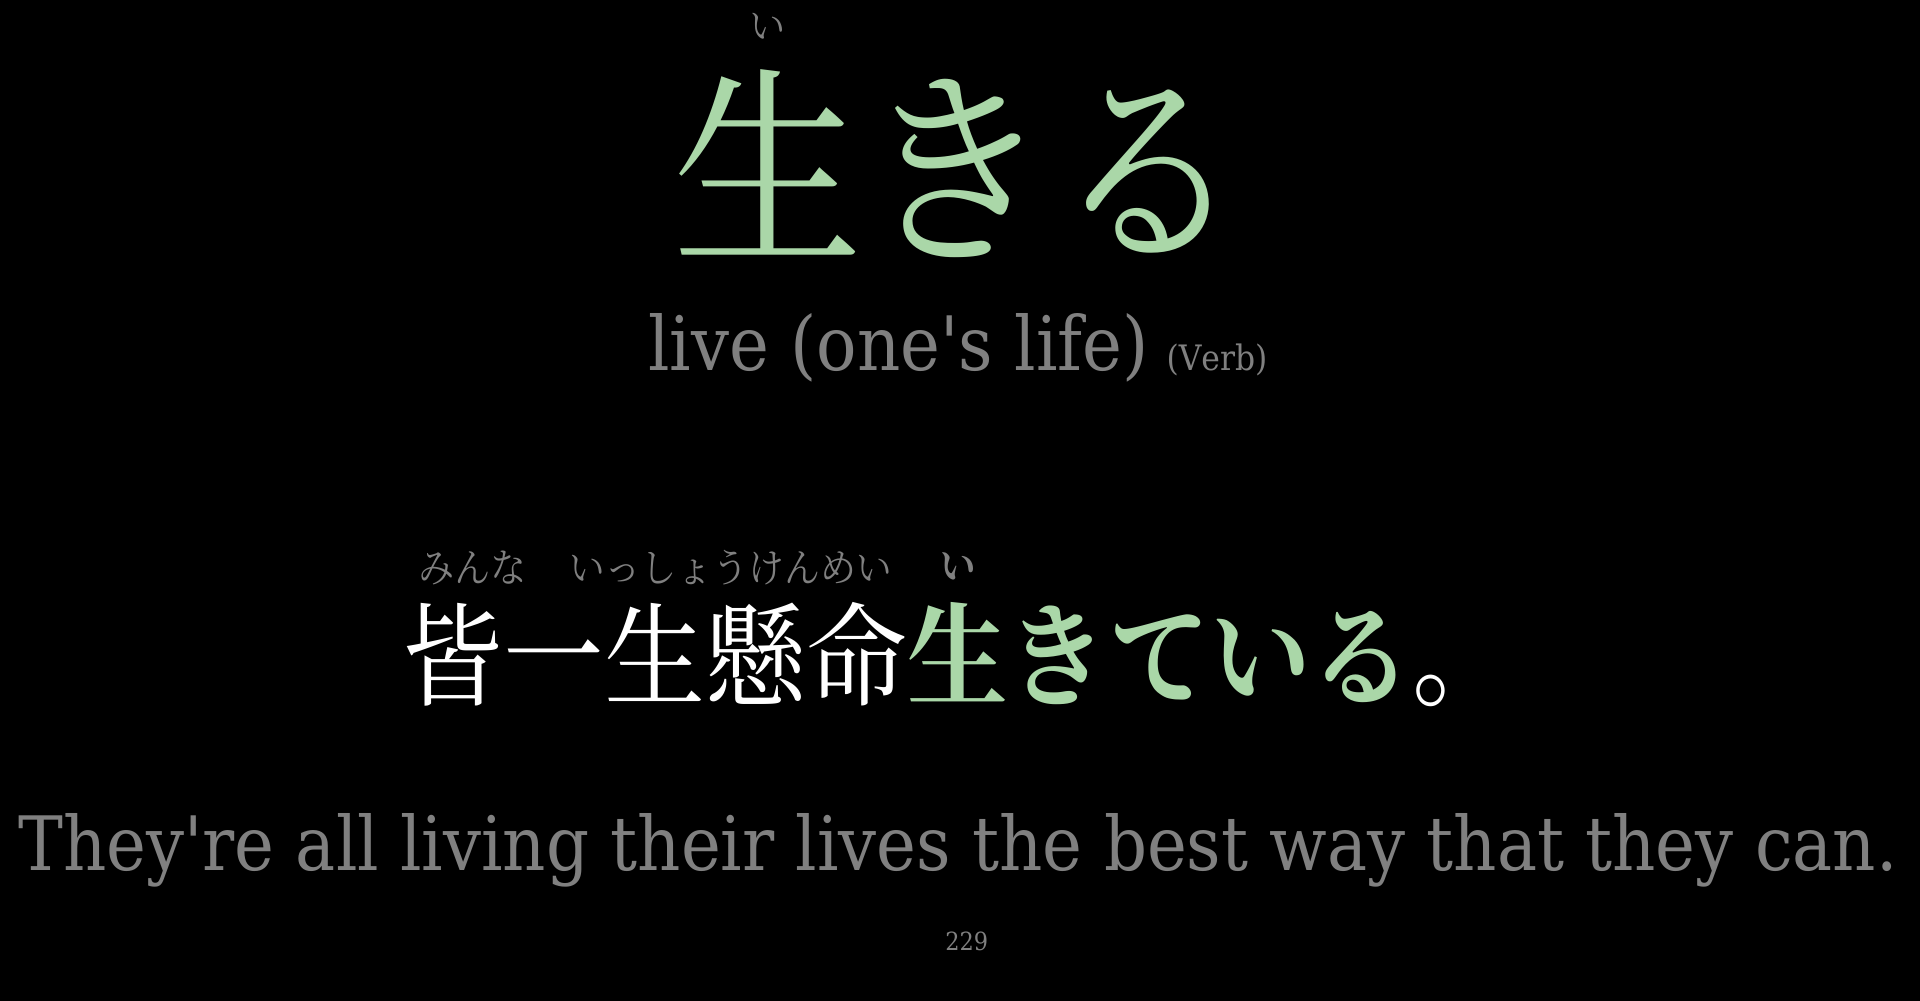 い
生きる
live (one's life) (Verb)
みんな いっしょうけんめい い
皆一生懸命生きている。
They're all living their lives the best way that they can.
229